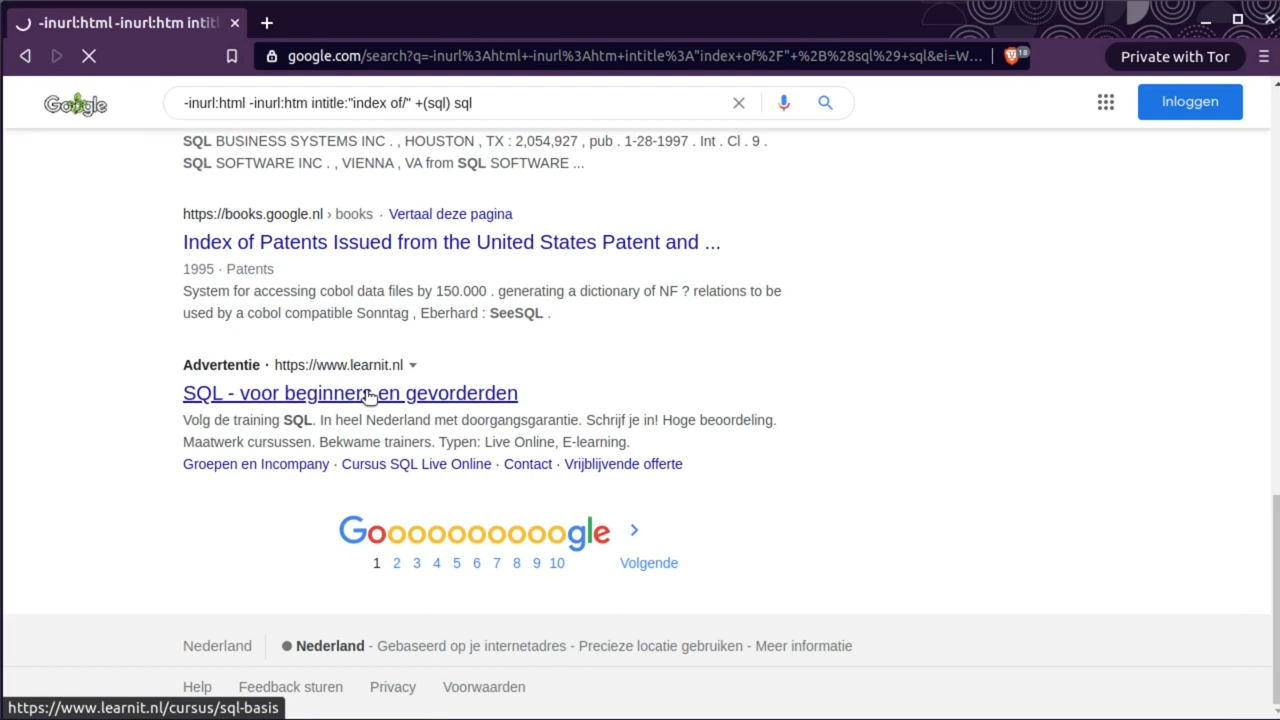 -inurl:html -inurl:htm intitl
google.com/search?q=-inurl%3Ahtml+-inurl%3Ahtm+intitle%3A"index+of%2F"+%2B%28sql%29+sql&ei=W...
18
Private with Tor
Google
-inurl:html -inurl:htm intitle:"index of/" +(sql) sql
Inloggen
SQL BUSINESS SYSTEMS INC . , HOUSTON , TX : 2,054,927 , pub . 1-28-1997 . Int . Cl . 9 .
SQL SOFTWARE INC . , VIENNA , VA from SQL SOFTWARE ...
https://books.google.nl › books · Vertaal deze pagina
Index of Patents Issued from the United States Patent and ...
1995 · Patents
System for accessing cobol data files by 150.000 . generating a dictionary of NF ? relations to be
used by a cobol compatible Sonntag , Eberhard : SeeSQL .
Advertentie · https://www.learnit.nl
SQL - voor beginners en gevorderden
Volg de training SQL. In heel Nederland met doorgangsgarantie. Schrijf je in! Hoge beoordeling.
Maatwerk cursussen. Bekwame trainers. Typen: Live Online, E-learning.
Groepen en Incompany · Cursus SQL Live Online · Contact · Vrijblijvende offerte
Goooooooooogle
1 2 3 4 5 6 7 8 9 10 Volgende
Nederland Nederland - Gebaseerd op je internetadres - Precieze locatie gebruiken - Meer informatie
Help Feedback sturen Privacy Voorwaarden
https://www.learnit.nl/cursus/sql-basis